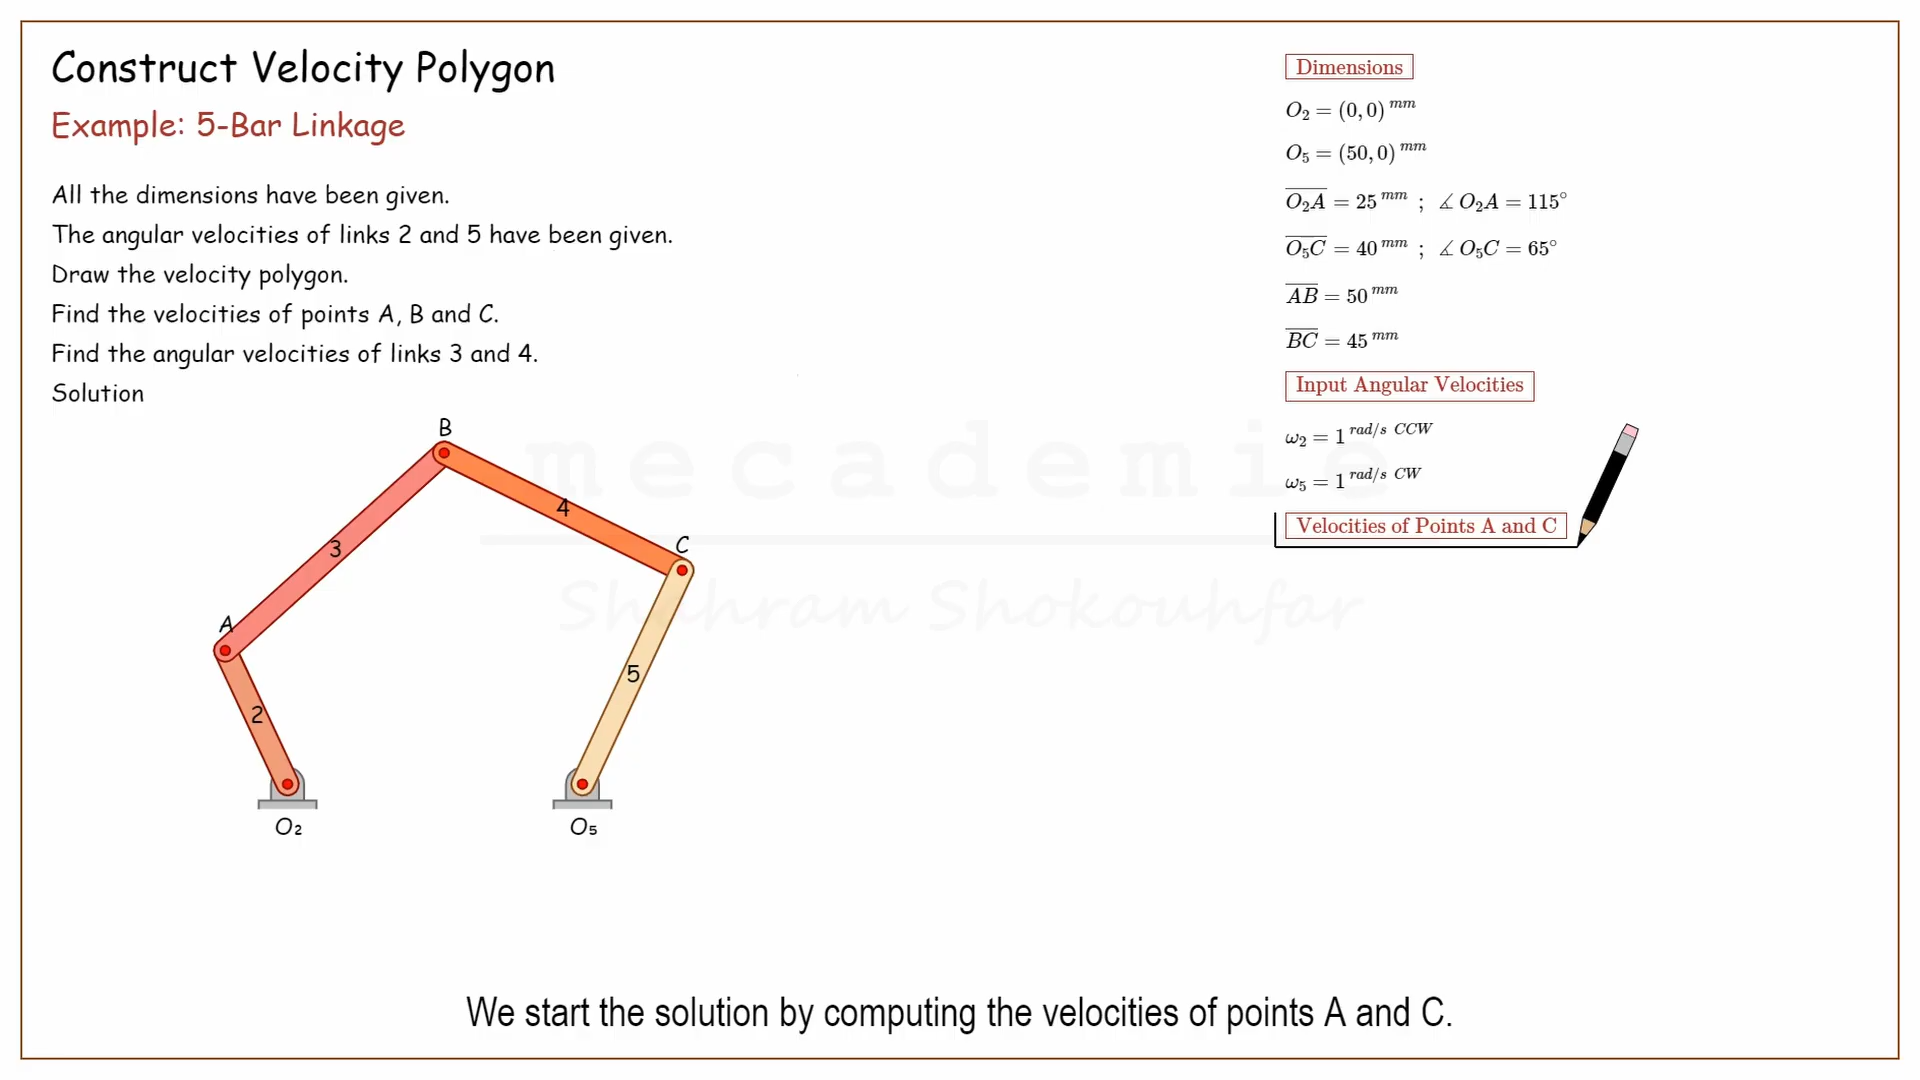 Construct Velocity Polygon
Example: 5-Bar Linkage
All the dimensions have been given.
The angular velocities of links 2 and 5 have been given.
Draw the velocity polygon.
Find the velocities of points A, B and C.
Find the angular velocities of links 3 and 4.
Solution
Dimensions
O₂ = (0, 0) mm
O₅ = (50, 0) mm
O₂A = 25 mm ; ∡ O₂A = 115°
O₅C = 40 mm ; ∡ O₅C = 65°
AB = 50 mm
BC = 45 mm
Input Angular Velocities
ω₂ = 1 rad/s CCW
ω₅ = 1 rad/s CW
Velocities of Points A and C
B
4
C
3
A
5
2
O₂
O₅
mecademic
Shahram Shokouhfar
We start the solution by computing the velocities of points A and C.